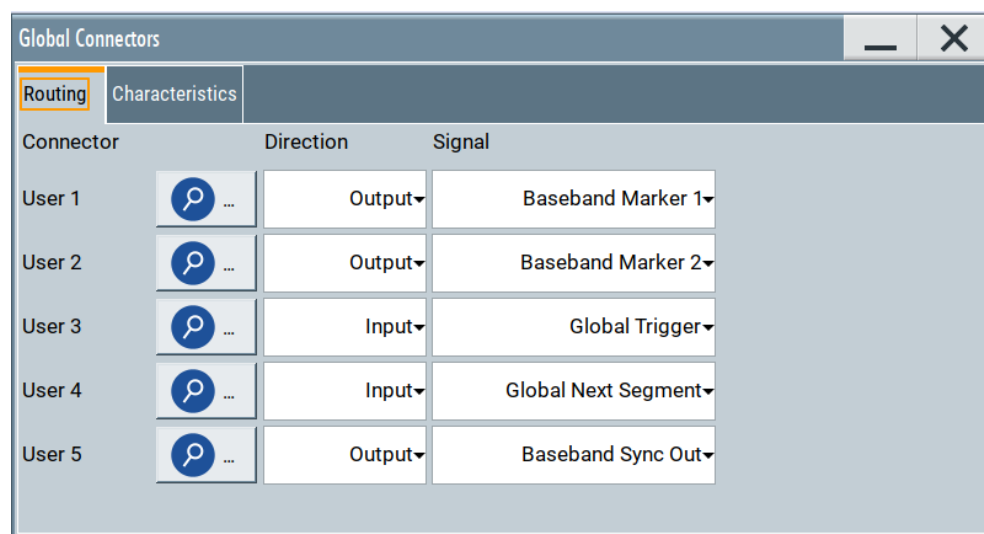 Global Connectors
Routing Characteristics
Connector Direction Signal
User 1 ... Output Baseband Marker 1
User 2 ... Output Baseband Marker 2
User 3 ... Input Global Trigger
User 4 ... Input Global Next Segment
User 5 ... Output Baseband Sync Out